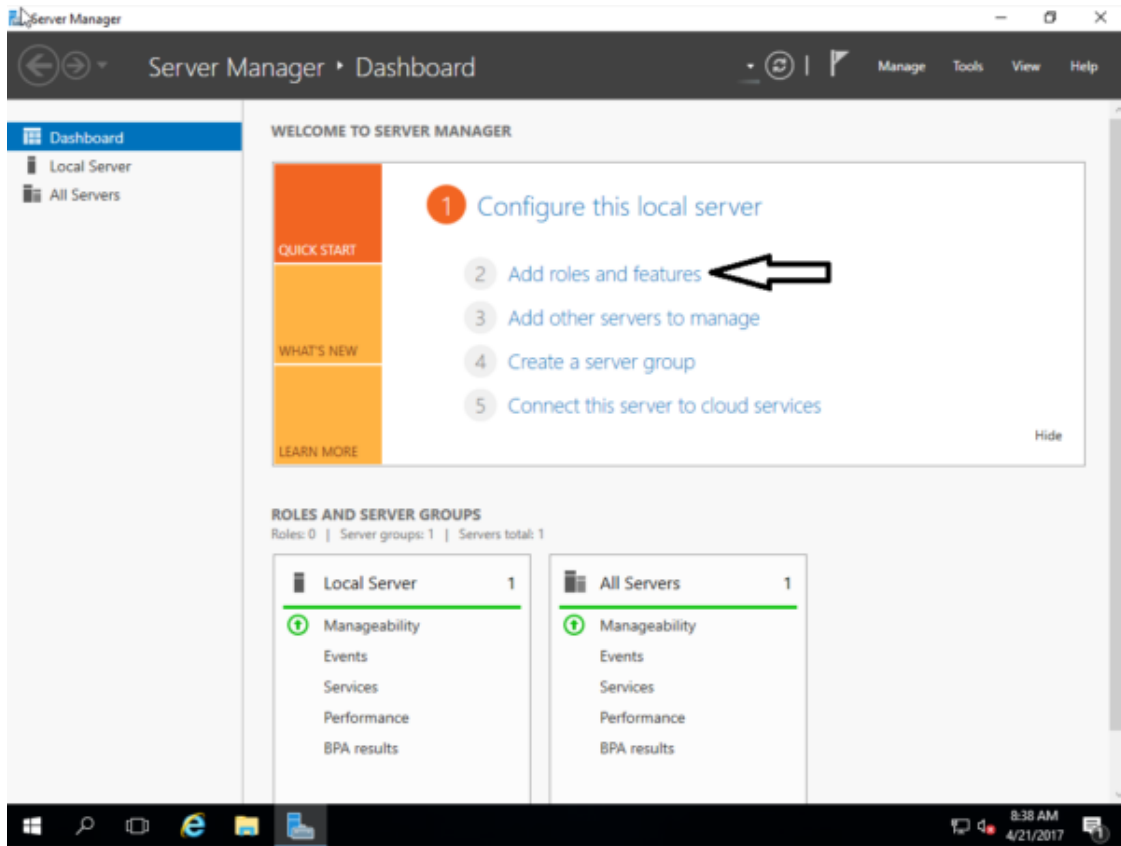 Server Manager
Server Manager ‣ Dashboard
Manage Tools View Help
Dashboard
Local Server
All Servers
WELCOME TO SERVER MANAGER
QUICK START
WHAT'S NEW
LEARN MORE
1 Configure this local server
2 Add roles and features
3 Add other servers to manage
4 Create a server group
5 Connect this server to cloud services
Hide
ROLES AND SERVER GROUPS
Roles: 0 | Server groups: 1 | Servers total: 1
Local Server 1
Manageability
Events
Services
Performance
BPA results
All Servers 1
Manageability
Events
Services
Performance
BPA results
8:38 AM
4/21/2017
1